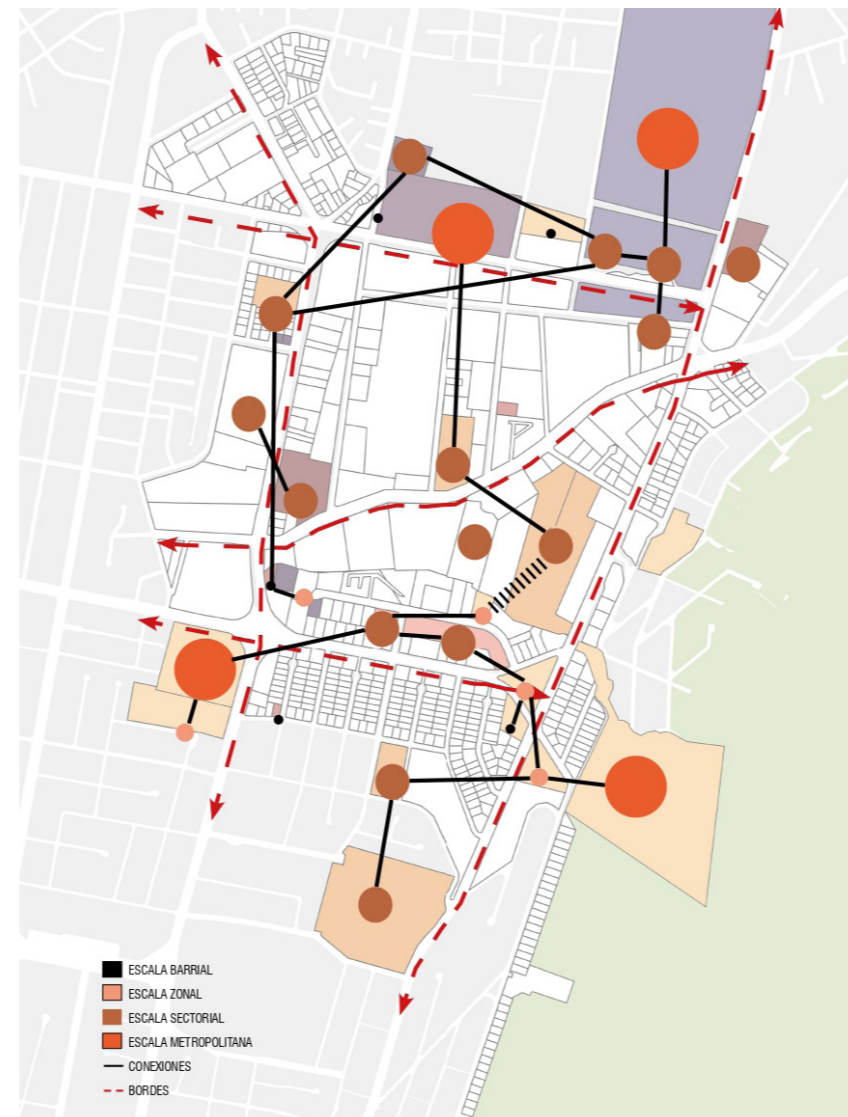 ESCALA BARRIAL
ESCALA ZONAL
ESCALA SECTORIAL
ESCALA METROPOLITANA
CONEXIONES
BORDES